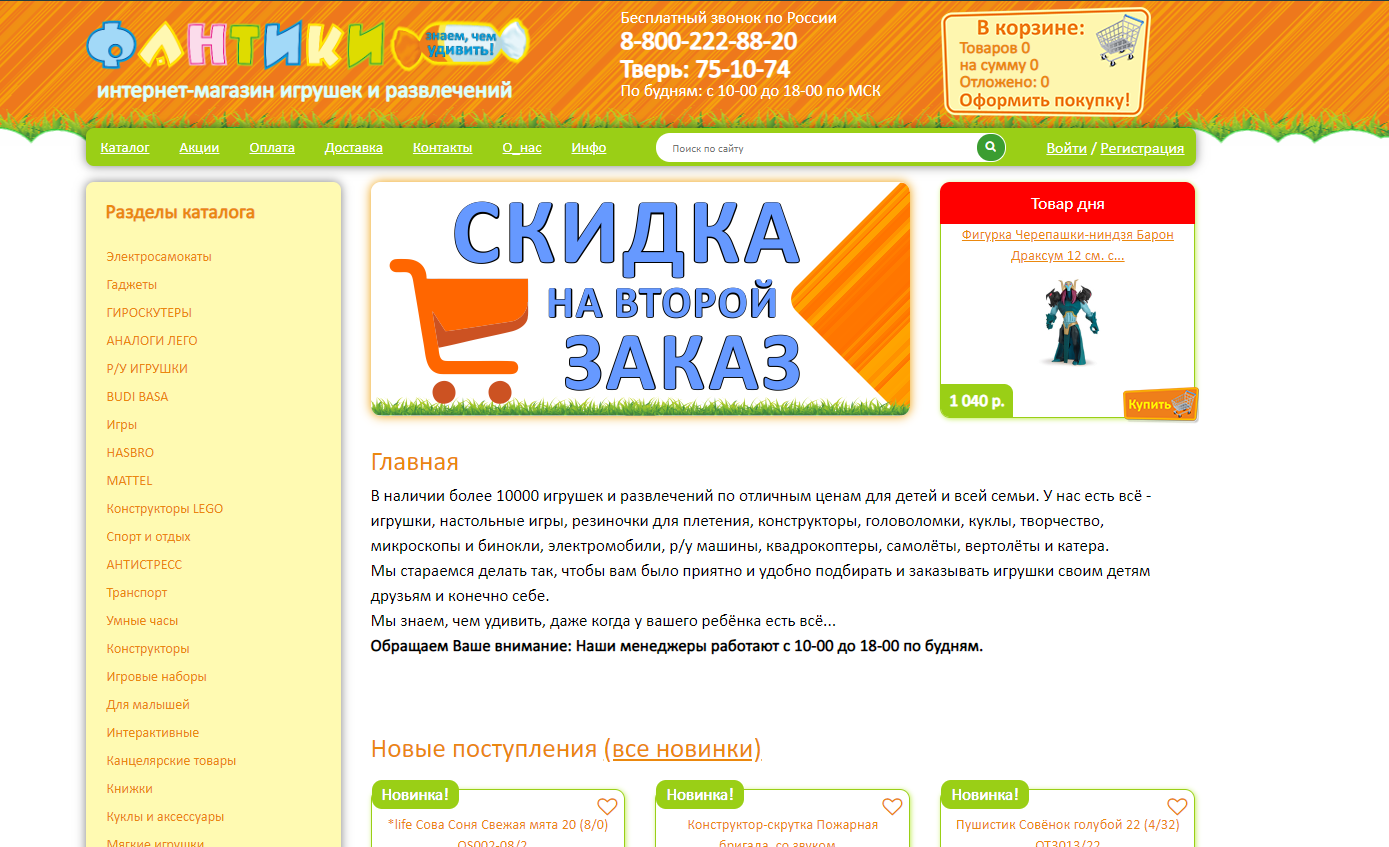 ФАНТИКИ
знаем, чем
удивить!
интернет-магазин игрушек и развлечений
Бесплатный звонок по России
8-800-222-88-20
Тверь: 75-10-74
По будням: с 10-00 до 18-00 по МСК
В корзине:
Товаров 0
на сумму 0
Отложено: 0
Оформить покупку!
Каталог Акции Оплата Доставка Контакты О_нас Инфо
Поиск по сайту
Войти / Регистрация
Разделы каталога
Электросамокаты
Гаджеты
ГИРОСКУТЕРЫ
АНАЛОГИ ЛЕГО
Р/У ИГРУШКИ
BUDI BASA
Игры
HASBRO
MATTEL
Конструкторы LEGO
Спорт и отдых
АНТИСТРЕСС
Транспорт
Умные часы
Конструкторы
Игровые наборы
Для малышей
Интерактивные
Канцелярские товары
Книжки
Куклы и аксессуары
Мягкие игрушки
СКИДКА
НА ВТОРОЙ
ЗАКАЗ
Товар дня
Фигурка Черепашки-ниндзя Барон
Драксум 12 см. с...
1 040 р.
Купить
Главная
В наличии более 10000 игрушек и развлечений по отличным ценам для детей и всей семьи. У нас есть всё -
игрушки, настольные игры, резиночки для плетения, конструкторы, головоломки, куклы, творчество,
микроскопы и бинокли, электромобили, р/у машины, квадрокоптеры, самолёты, вертолёты и катера.
Мы стараемся делать так, чтобы вам было приятно и удобно подбирать и заказывать игрушки своим детям
друзьям и конечно себе.
Мы знаем, чем удивить, даже когда у вашего ребёнка есть всё...
Обращаем Ваше внимание: Наши менеджеры работают с 10-00 до 18-00 по будням.
Новые поступления (все новинки)
Новинка!
*life Сова Соня Свежая мята 20 (8/0)
OS002-08/2
Новинка!
Конструктор-скрутка Пожарная
бригада, со звуком
Новинка!
Пушистик Совёнок голубой 22 (4/32)
OT3013/22